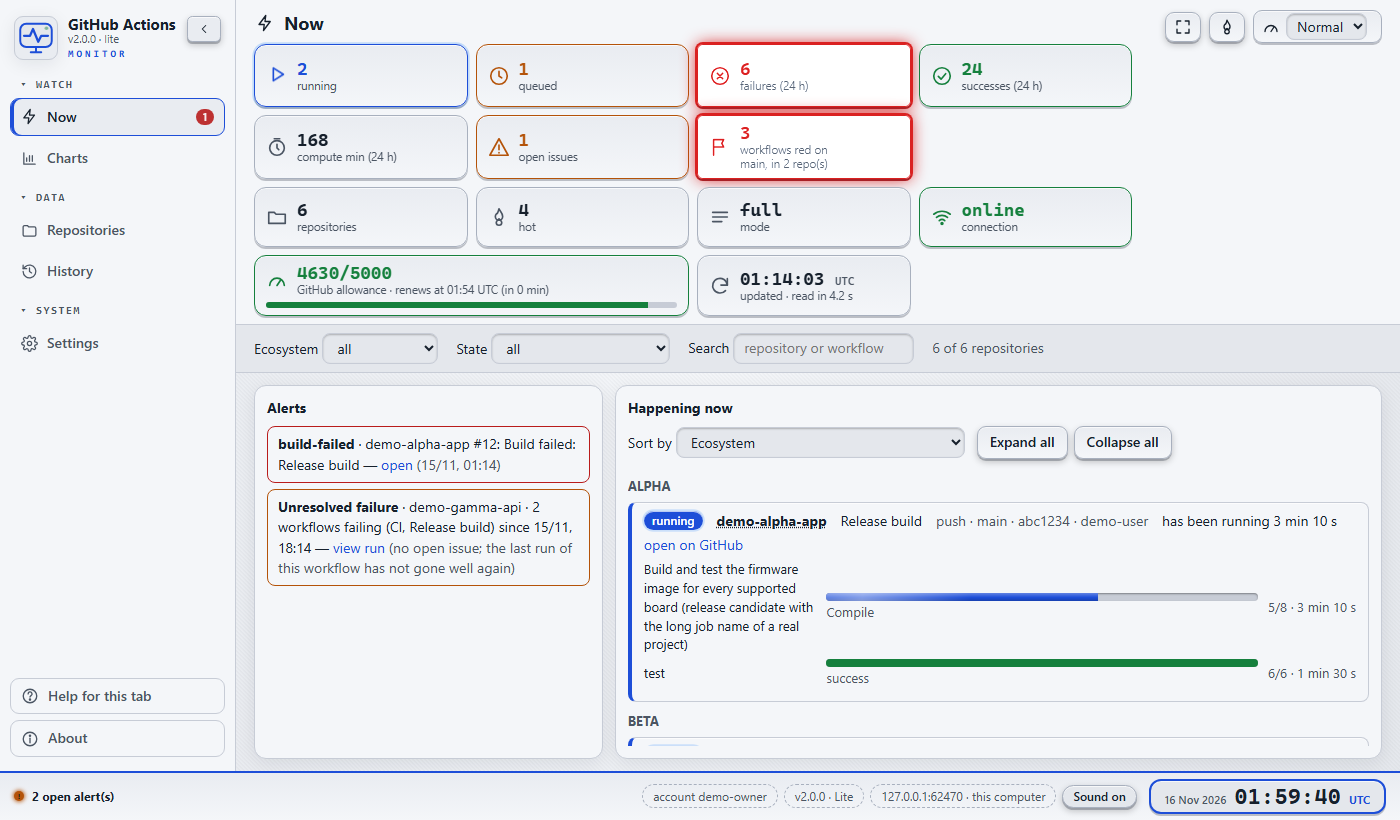 GitHub Actions
v2.0.0 · lite
MONITOR
WATCH
Now
1
Charts
DATA
Repositories
History
SYSTEM
Settings
Help for this tab
About
Now
Normal
2
running
1
queued
6
failures (24 h)
24
successes (24 h)
168
compute min (24 h)
1
open issues
3
workflows red on
main, in 2 repo(s)
6
repositories
4
hot
full
mode
online
connection
4630/5000
GitHub allowance · renews at 01:54 UTC (in 0 min)
01:14:03 UTC
updated · read in 4.2 s
Ecosystem all State all Search repository or workflow 6 of 6 repositories
Alerts
build-failed · demo-alpha-app #12: Build failed:
Release build — open (15/11, 01:14)
Unresolved failure · demo-gamma-api · 2
workflows failing (CI, Release build) since 15/11,
18:14 — view run (no open issue; the last run of
this workflow has not gone well again)
Happening now
Sort by Ecosystem Expand all Collapse all
ALPHA
running demo-alpha-app Release build push · main · abc1234 · demo-user has been running 3 min 10 s
open on GitHub
Build and test the firmware
image for every supported
board (release candidate with
the long job name of a real
project)
Compile
5/8 · 3 min 10 s
test
success
6/6 · 1 min 30 s
BETA
2 open alert(s)
account demo-owner
v2.0.0 · Lite
127.0.0.1:62470 · this computer
Sound on
16 Nov 2026 01:59:40 UTC